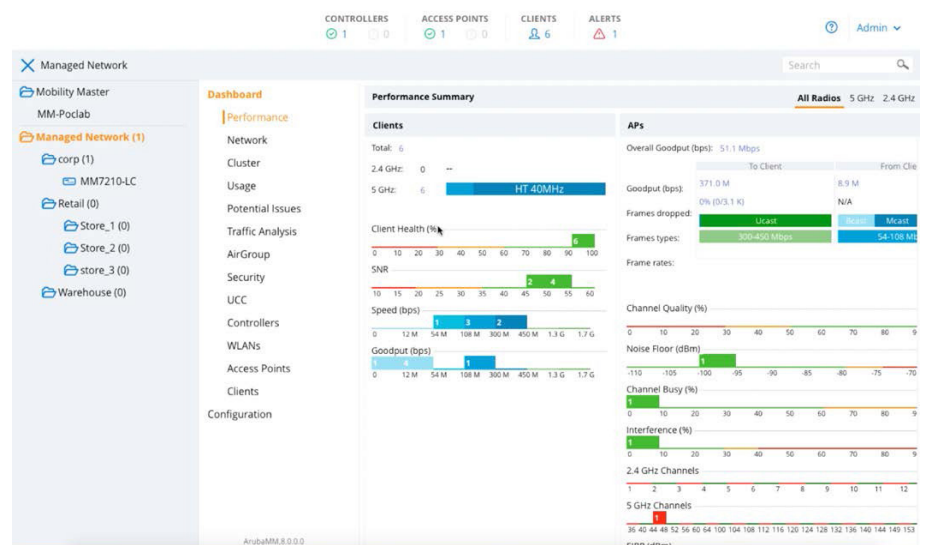 CONTROLLERS ACCESS POINTS CLIENTS ALERTS
1 0 1 0 6 1
Admin
Managed Network
Search
Mobility Master
MM-Poclab
Managed Network (1)
corp (1)
MM7210-LC
Retail (0)
Store_1 (0)
Store_2 (0)
store_3 (0)
Warehouse (0)
Dashboard
Performance
Network
Cluster
Usage
Potential Issues
Traffic Analysis
AirGroup
Security
UCC
Controllers
WLANs
Access Points
Clients
Configuration
ArubaMM.8.0.0.0
Performance Summary
All Radios 5 GHz 2.4 GHz
Clients
Total: 6
2.4 GHz: 0 --
5 GHz: 6 HT 40MHz
Client Health (%)
6
0 10 20 30 40 50 60 70 80 90 100
SNR
2 4
10 15 20 25 30 35 40 45 50 55 60
Speed (bps)
1 3 2
0 12 M 54 M 108 M 300 M 450 M 1.3 G 1.7 G
Goodput (bps)
1 4 1
0 12 M 54 M 108 M 300 M 450 M 1.3 G 1.7 G
APs
Overall Goodput (bps): 51.1 Mbps
To Client From Clie
Goodput (bps): 371.0 M 8.9 M
Frames dropped: 0% (0/3.1 K) N/A
Frames types: Ucast Bcast Mcast
Frame rates: 300-450 Mbps 54-108 Mb
Channel Quality (%)
0 10 20 30 40 50 60 70 80 9
Noise Floor (dBm)
1
-110 -105 -100 -95 -90 -85 -80 -75 -70
Channel Busy (%)
1
0 10 20 30 40 50 60 70 80 9
Interference (%)
1
0 10 20 30 40 50 60 70 80 9
2.4 GHz Channels
1 2 3 4 5 6 7 8 9 10 11 12
5 GHz Channels
1
36 40 44 48 52 56 60 64 100 104 108 112 116 120 124 128 132 136 140 144 149 153